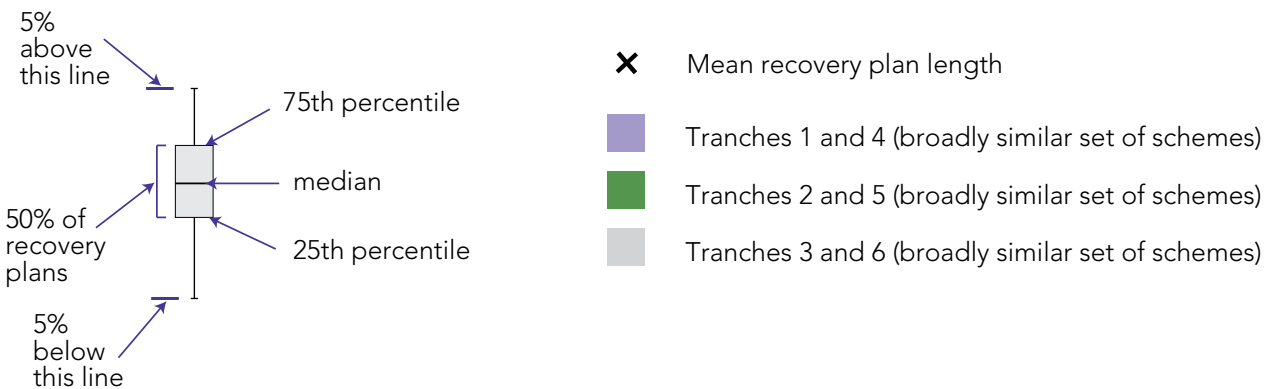 5%
above
this line
75th percentile
median
50% of
recovery
plans
25th percentile
5%
below
this line
Mean recovery plan length
Tranches 1 and 4 (broadly similar set of schemes)
Tranches 2 and 5 (broadly similar set of schemes)
Tranches 3 and 6 (broadly similar set of schemes)